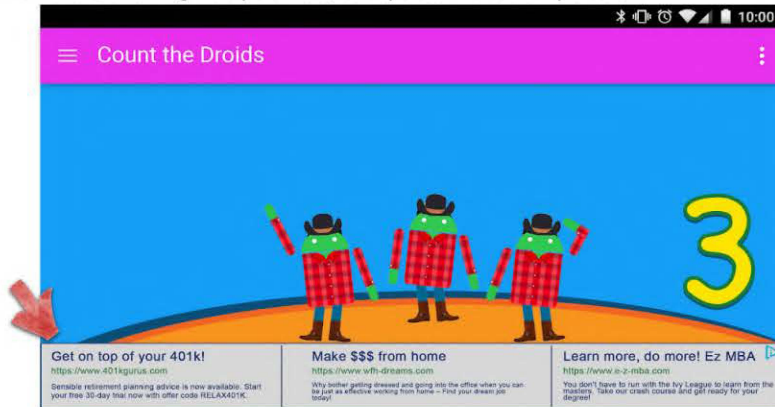 10:00
Count the Droids
3
Get on top of your 401k!
https://www.401kgurus.com
Sensible retirement planning advice is now available. Start
your free 30-day trial now with offer code RELAX401K.
Make $$$ from home
https://www.wfh-dreams.com
Why bother getting dressed and going into the office when you can
be just as effective working from home – Find your dream job
today!
Learn more, do more! Ez MBA
https://www.e-z-mba.com
You don't have to run with the Ivy League to learn from the
masters. Take our crash course and get ready for your
degree!